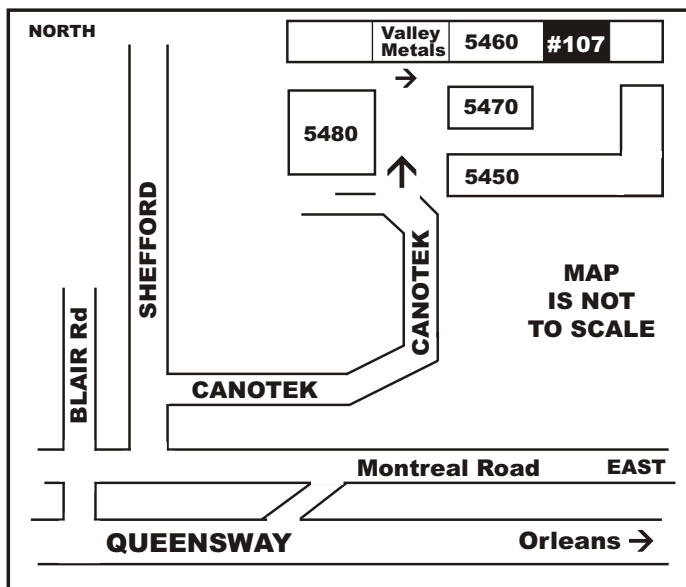 NORTH
Valley
Metals
5460
#107
5470
5480
5450
SHEFFORD
CANOTEK
MAP
IS NOT
TO SCALE
BLAIR Rd
CANOTEK
Montreal Road
EAST
QUEENSWAY
Orleans →